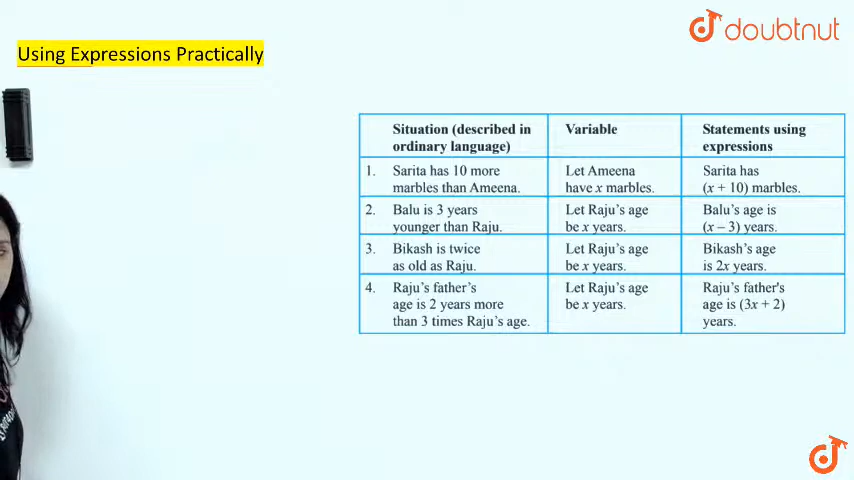 doubtnut
Using Expressions Practically
Situation (described in
ordinary language)
Variable
Statements using
expressions
1. Sarita has 10 more
marbles than Ameena.
Let Ameena
have x marbles.
Sarita has
(x + 10) marbles.
2. Balu is 3 years
younger than Raju.
Let Raju's age
be x years.
Balu's age is
(x – 3) years.
3. Bikash is twice
as old as Raju.
Let Raju's age
be x years.
Bikash's age
is 2x years.
4. Raju's father's
age is 2 years more
than 3 times Raju's age.
Let Raju's age
be x years.
Raju's father's
age is (3x + 2)
years.